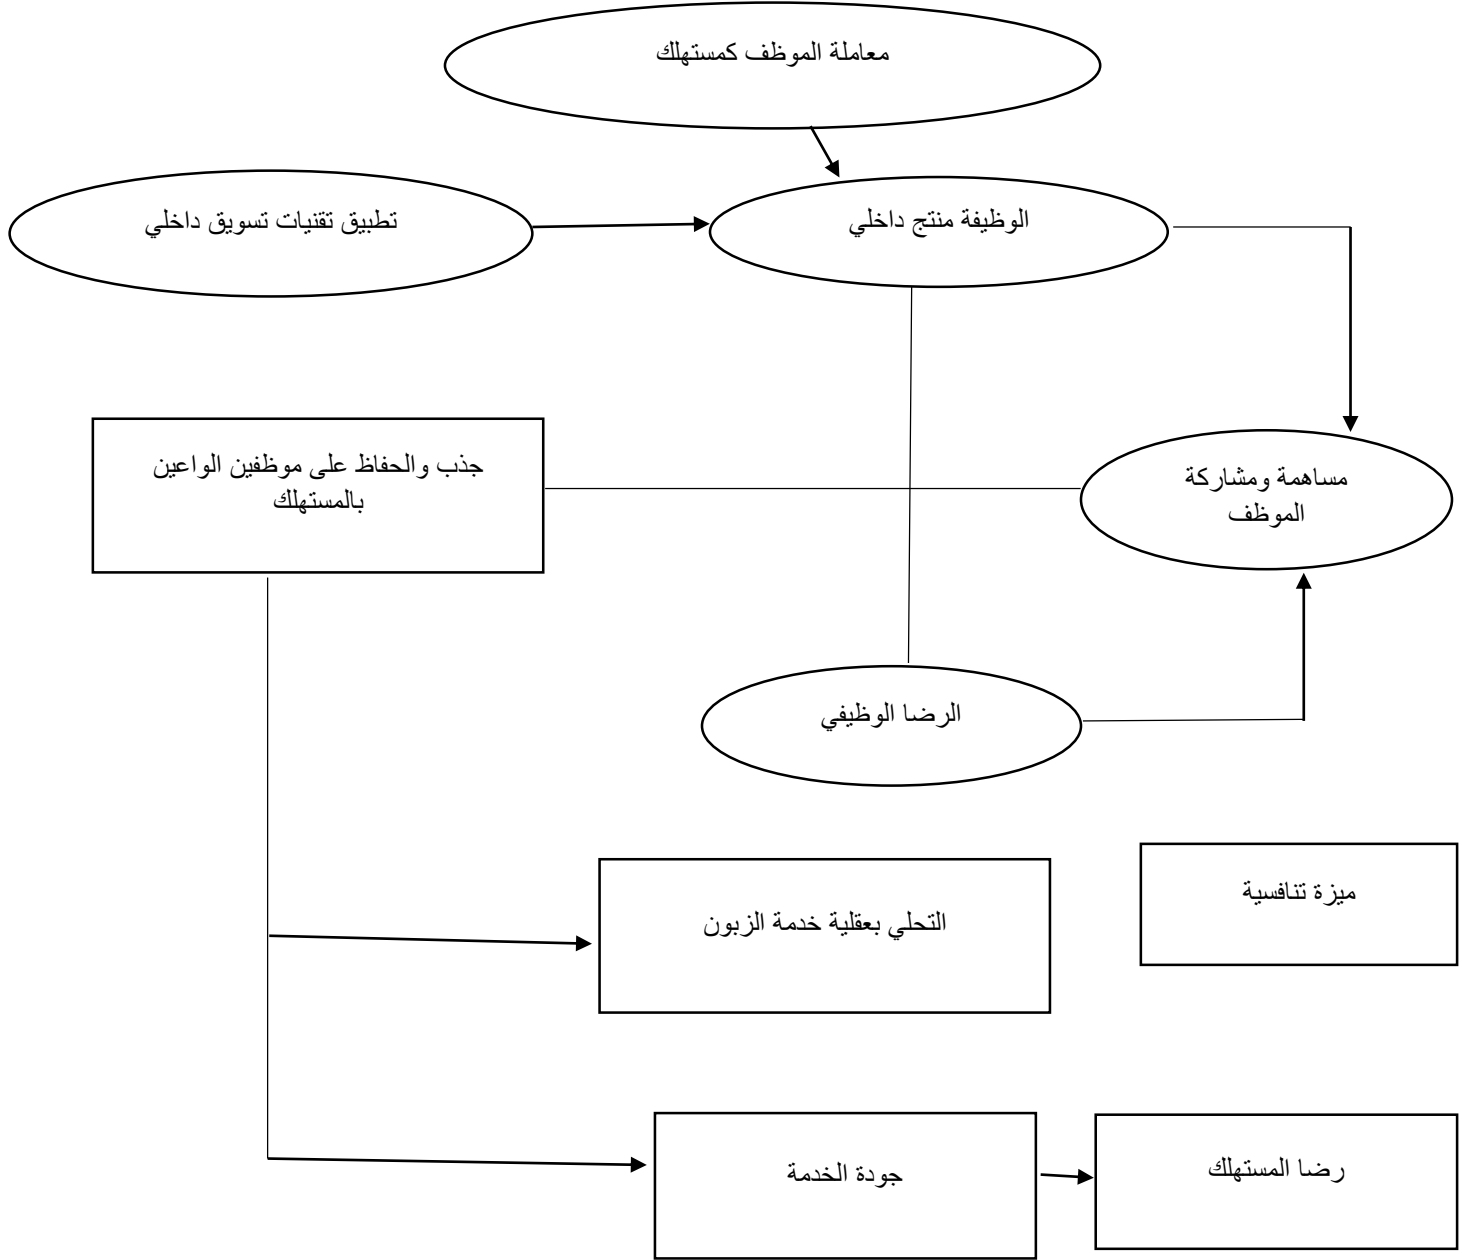 معاملة الموظف كمستهلك
الوظيفة منتج داخلي
تطبيق تقنيات تسويق داخلي
جذب والحفاظ على موظفين الواعين
بالمستهلك
مساهمة ومشاركة
الموظف
الرضا الوظيفي
ميزة تنافسية
التحلي بعقلية خدمة الزبون
رضا المستهلك
جودة الخدمة